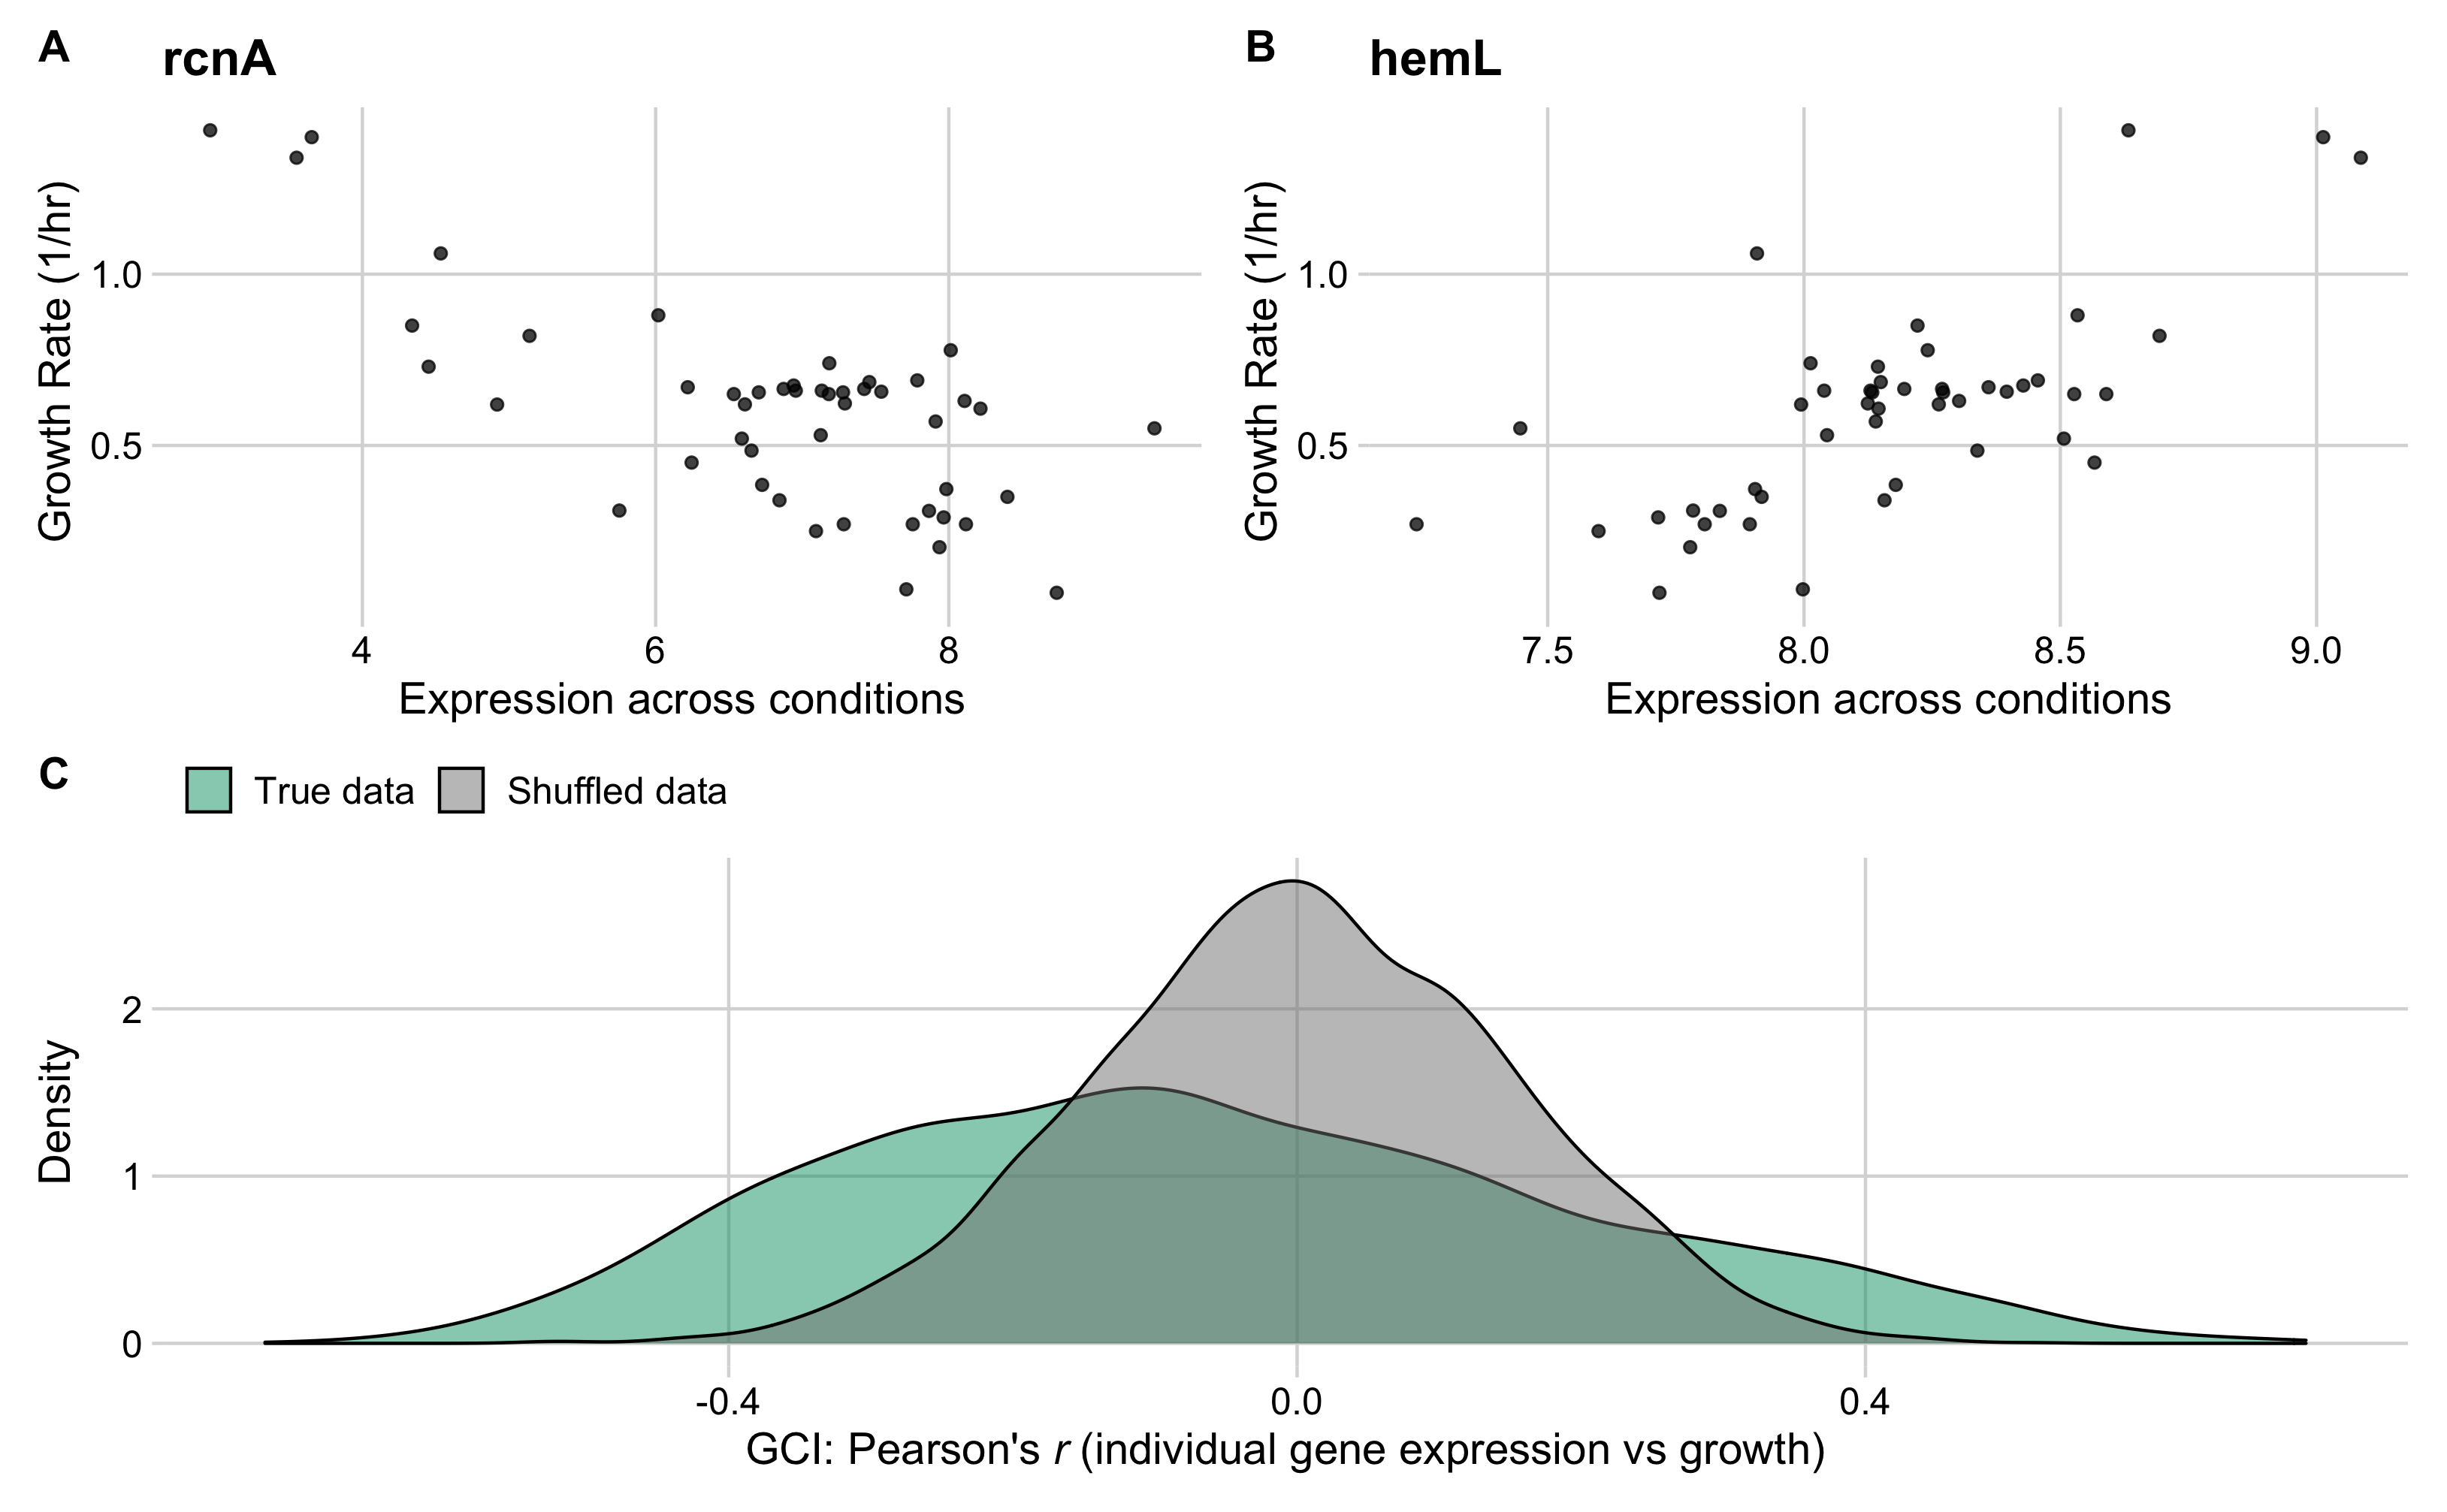 A
rcnA
Growth Rate (1/hr)
1.0
0.5
4
6
8
Expression across conditions
B
hemL
Growth Rate (1/hr)
1.0
0.5
7.5
8.0
8.5
9.0
Expression across conditions
C
True data
Shuffled data
Density
2
1
0
-0.4
0.0
0.4
GCI: Pearson's r (individual gene expression vs growth)